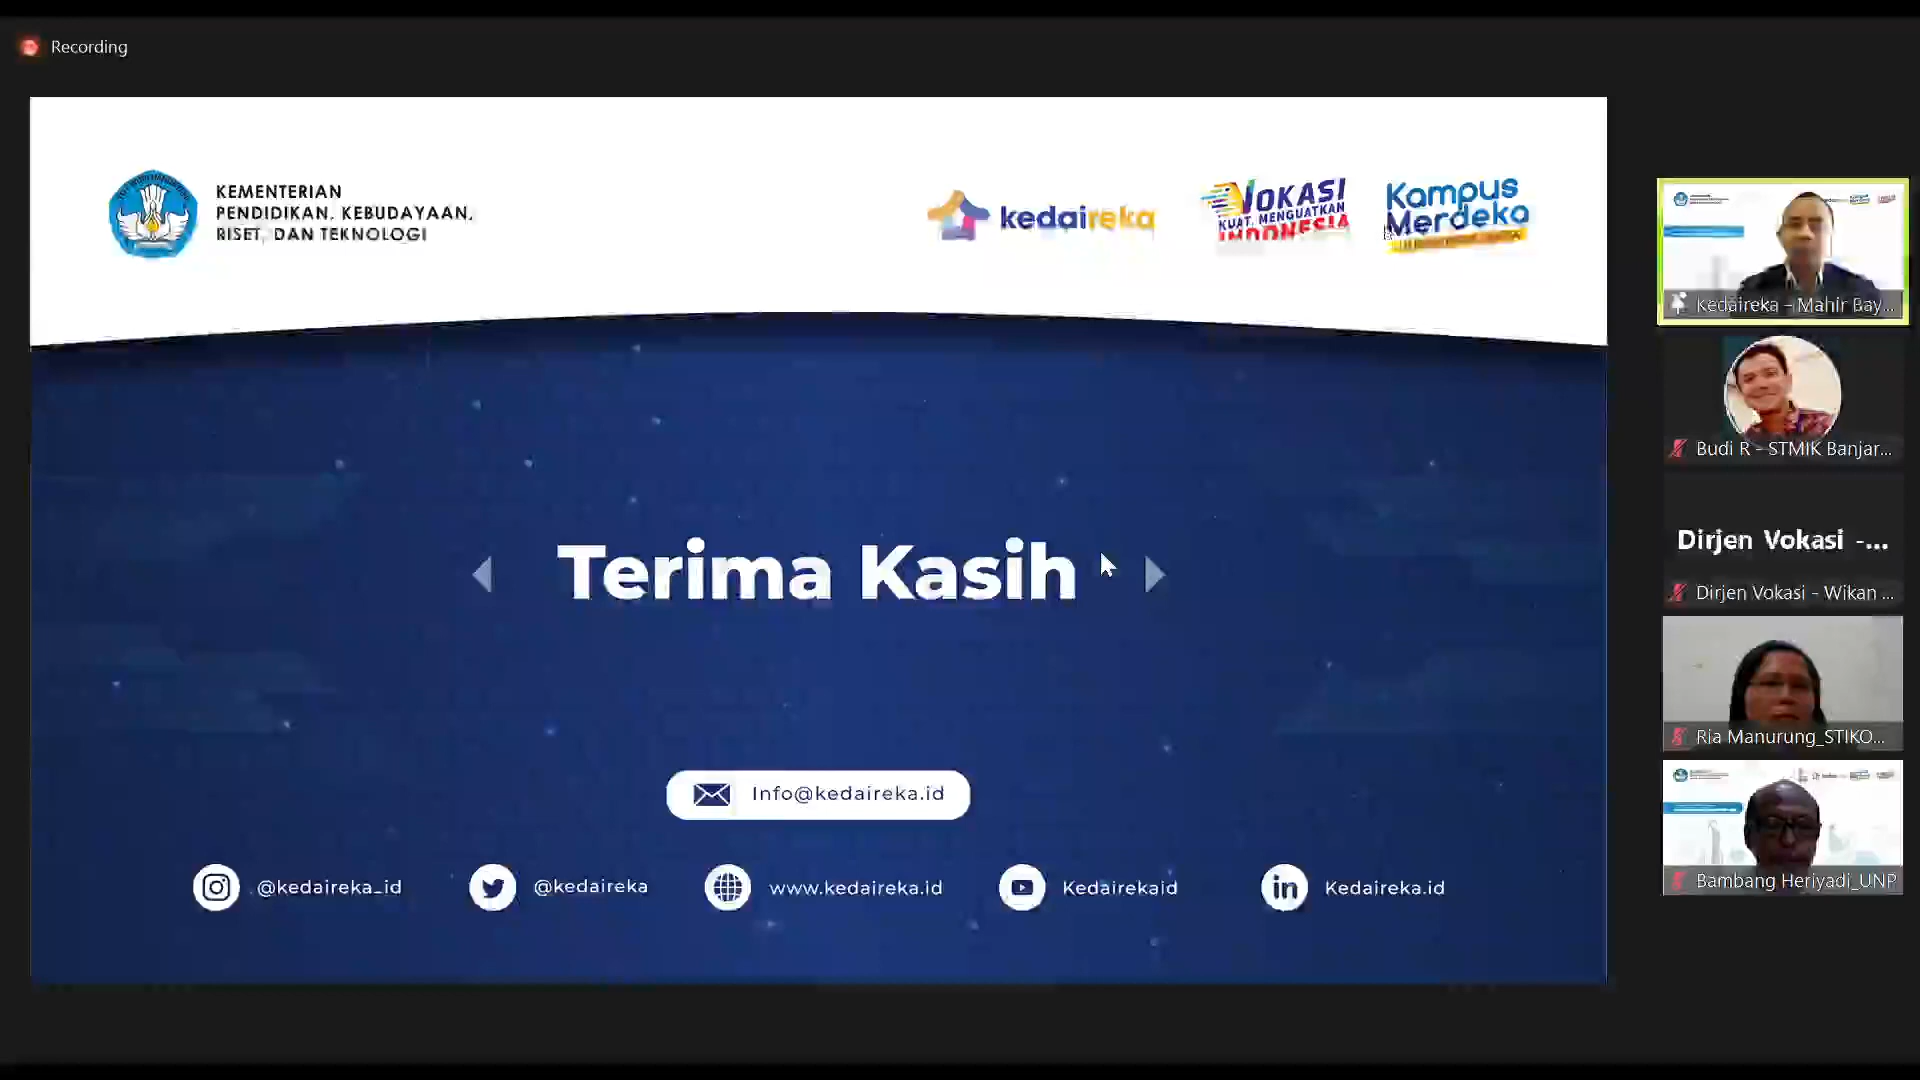 Recording
KEMENTERIAN
PENDIDIKAN, KEBUDAYAAN,
RISET, DAN TEKNOLOGI
kedaireka
VOKASI
KUAT, MENGUATKAN
INDONESIA
Kampus
Merdeka
Terima Kasih
Info@kedaireka.id
@kedaireka_id
@kedaireka
www.kedaireka.id
Kedairekaid
Kedaireka.id
Kedaireka - Mahir Bay...
Budi R - STMIK Banjar...
Dirjen Vokasi -...
Dirjen Vokasi - Wikan ...
Ria Manurung_STIKO...
Bambang Heriyadi_UNP